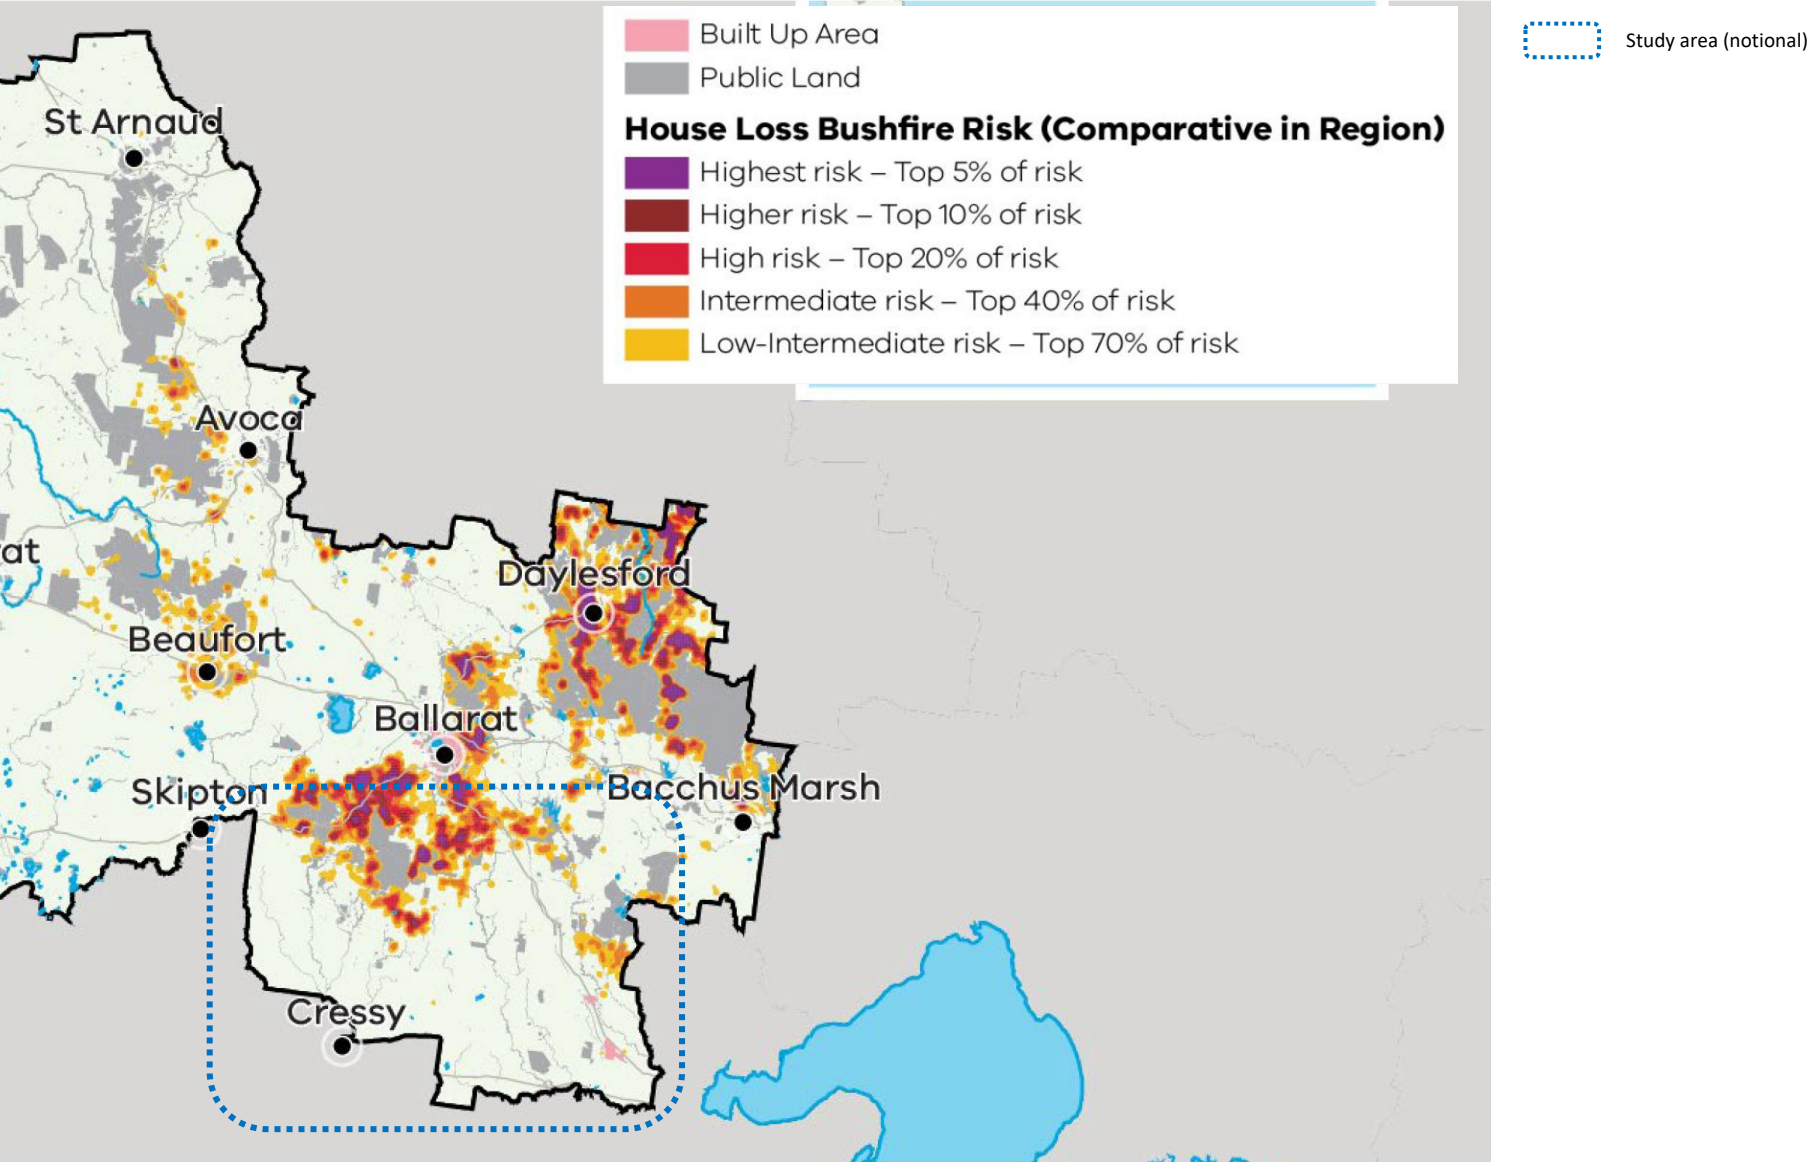 Built Up Area
Public Land
House Loss Bushfire Risk (Comparative in Region)
Highest risk – Top 5% of risk
Higher risk – Top 10% of risk
High risk – Top 20% of risk
Intermediate risk – Top 40% of risk
Low-Intermediate risk – Top 70% of risk
Study area (notional)
St Arnaud
Avoca
at
Daylesford
Beaufort
Ballarat
Skipton
Bacchus Marsh
Cressy